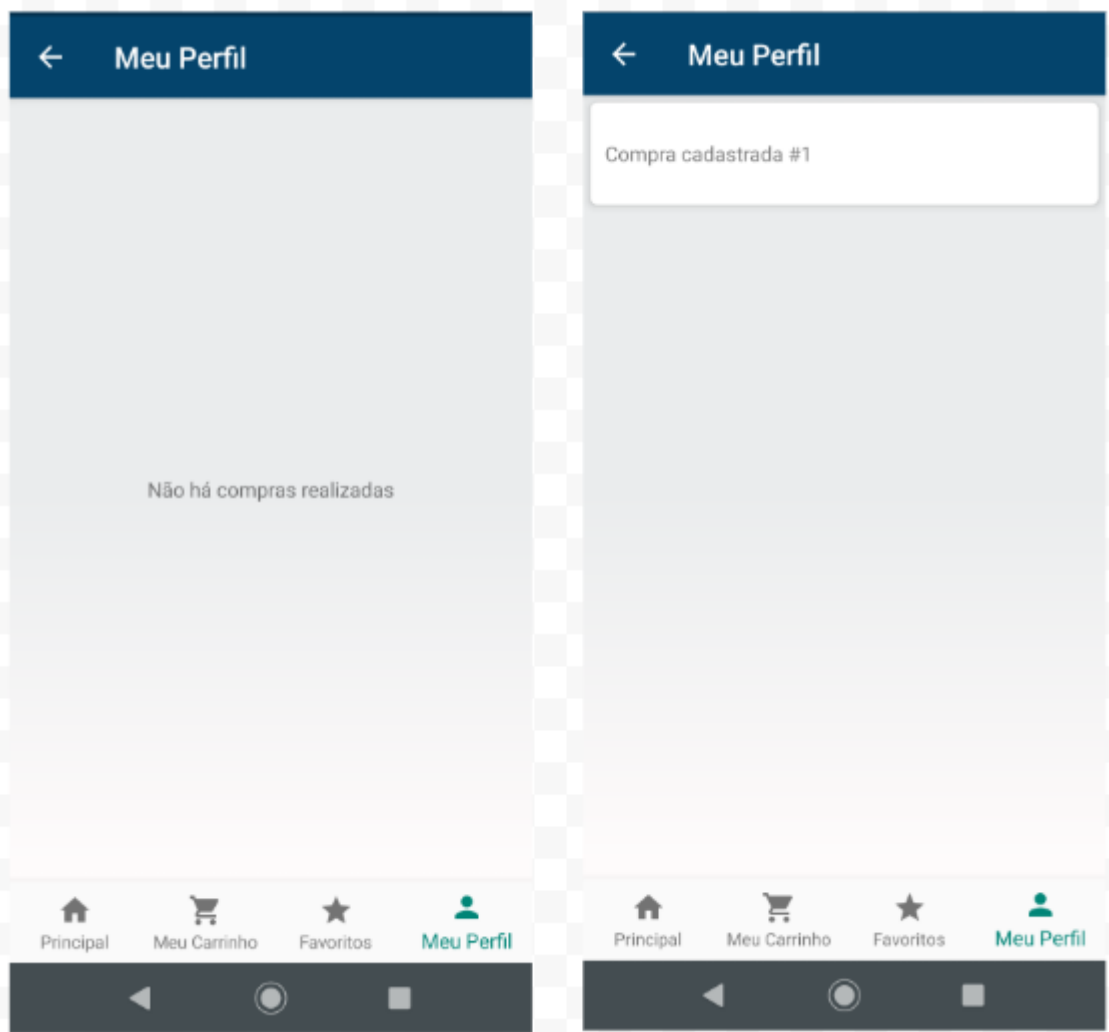 Meu Perfil
Não há compras realizadas
Principal
Meu Carrinho
Favoritos
Meu Perfil
Meu Perfil
Compra cadastrada #1
Principal
Meu Carrinho
Favoritos
Meu Perfil